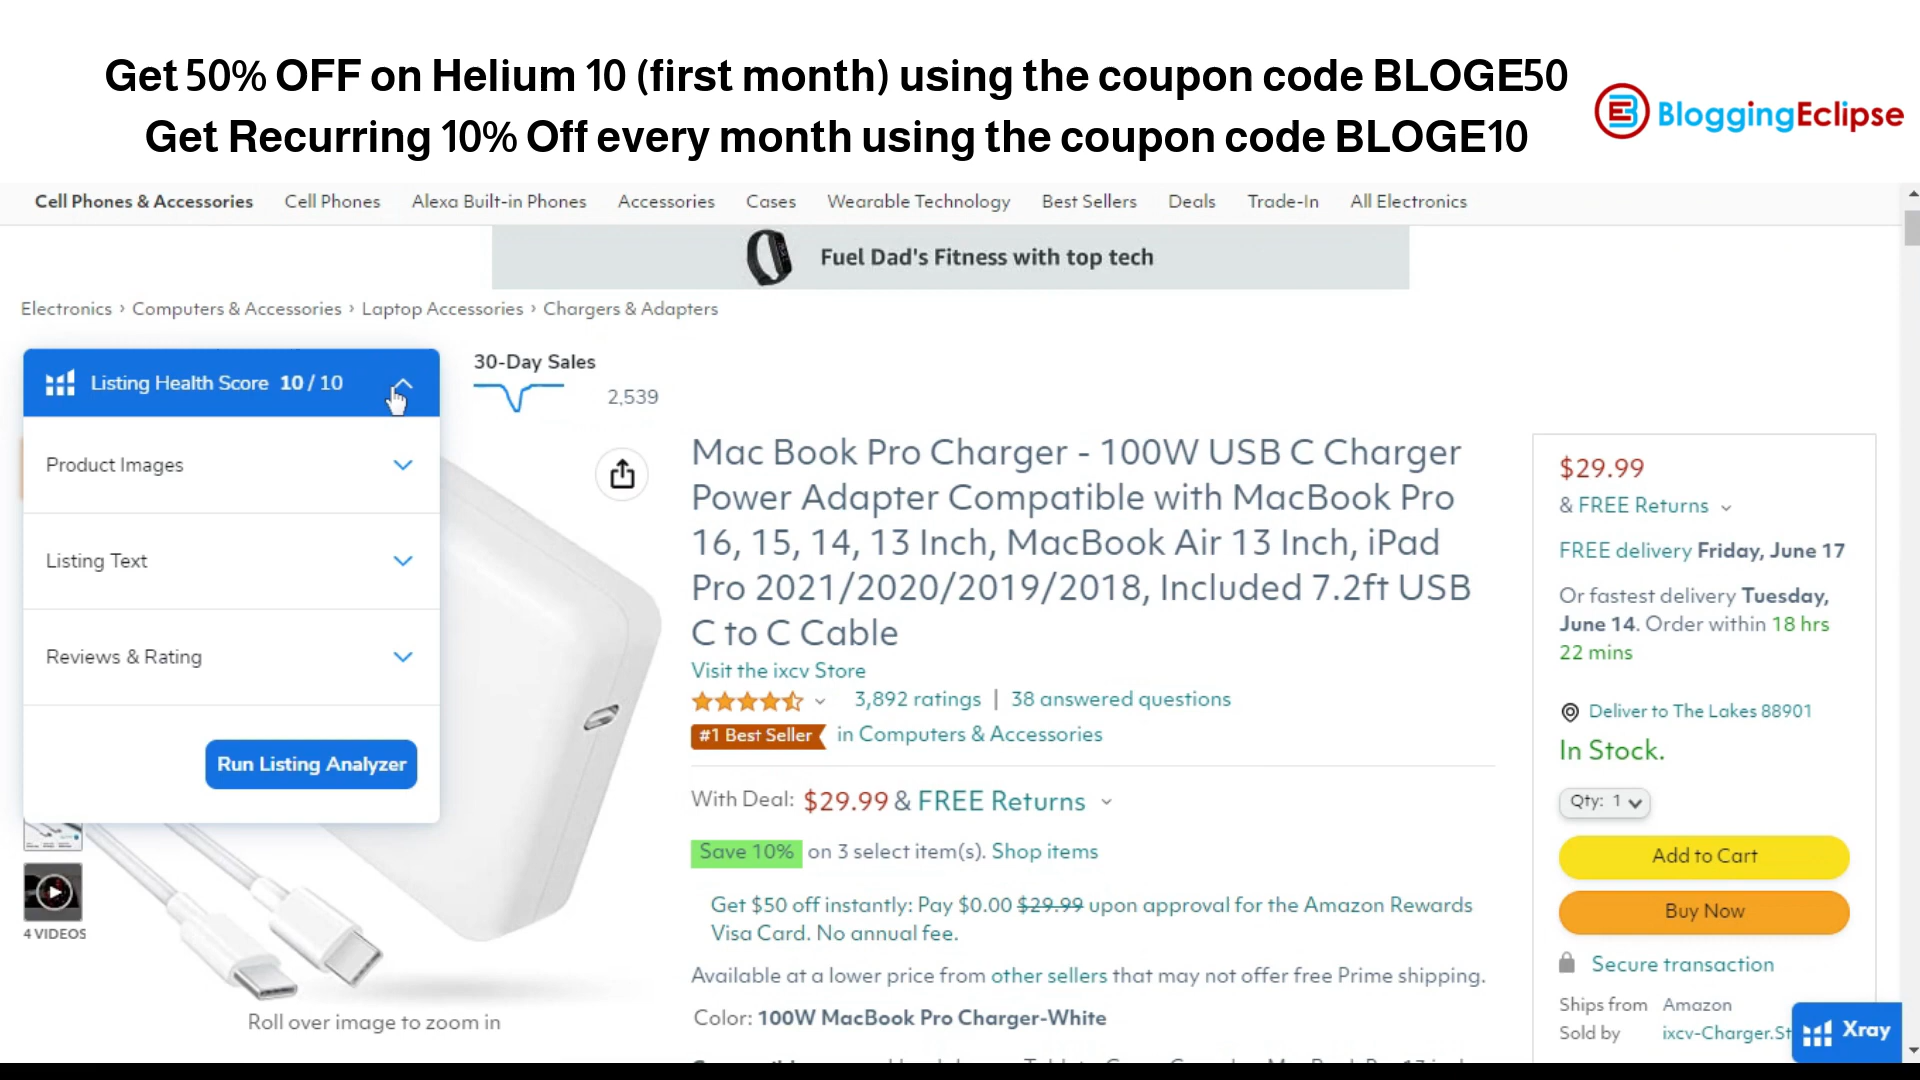 Get 50% OFF on Helium 10 (first month) using the coupon code BLOGE50
Get Recurring 10% Off every month using the coupon code BLOGE10
BloggingEclipse
Cell Phones & Accessories Cell Phones Alexa Built-in Phones Accessories Cases Wearable Technology Best Sellers Deals Trade-In All Electronics
Fuel Dad's Fitness with top tech
Electronics › Computers & Accessories › Laptop Accessories › Chargers & Adapters
Listing Health Score 10 / 10
Product Images
Listing Text
Reviews & Rating
Run Listing Analyzer
30-Day Sales
2,539
4 VIDEOS
Roll over image to zoom in
Mac Book Pro Charger - 100W USB C Charger
Power Adapter Compatible with MacBook Pro
16, 15, 14, 13 Inch, MacBook Air 13 Inch, iPad
Pro 2021/2020/2019/2018, Included 7.2ft USB
C to C Cable
Visit the ixcv Store
3,892 ratings | 38 answered questions
#1 Best Seller in Computers & Accessories
With Deal: $29.99 & FREE Returns
Save 10% on 3 select item(s). Shop items
Get $50 off instantly: Pay $0.00 $29.99 upon approval for the Amazon Rewards
Visa Card. No annual fee.
Available at a lower price from other sellers that may not offer free Prime shipping.
Color: 100W MacBook Pro Charger-White
$29.99
& FREE Returns
FREE delivery Friday, June 17
Or fastest delivery Tuesday,
June 14. Order within 18 hrs
22 mins
Deliver to The Lakes 88901
In Stock.
Qty: 1
Add to Cart
Buy Now
Secure transaction
Ships from Amazon
Sold by ixcv-Charger.St
Xray